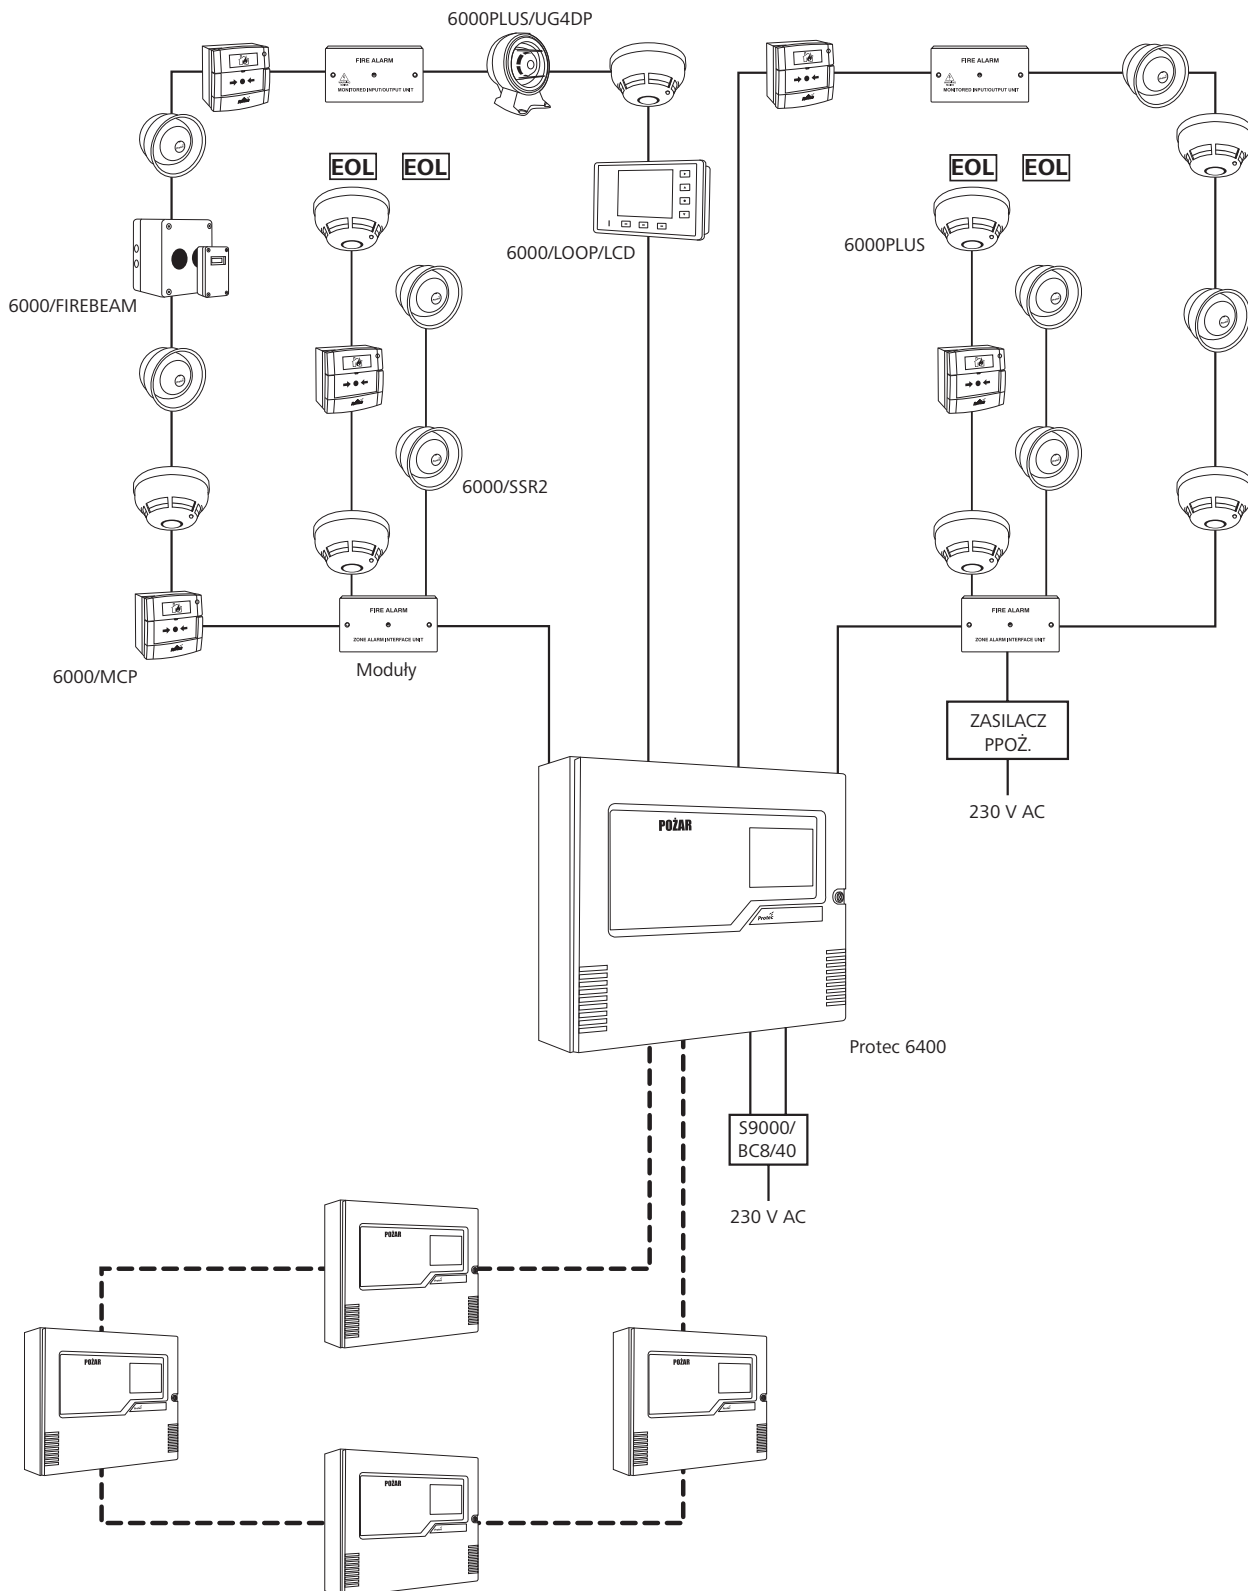 6000PLUS/UG4DP
FIRE ALARM
MONITORED INPUT/OUTPUT UNIT
FIRE ALARM
MONITORED INPUT/OUTPUT UNIT
EOL EOL
EOL EOL
6000/LOOP/LCD
6000PLUS
6000/FIREBEAM
6000/SSR2
FIRE ALARM
ZONE ALARM INTERFACE UNIT
FIRE ALARM
ZONE ALARM INTERFACE UNIT
6000/MCP
Moduły
ZASILACZ
PPOŻ.
230 V AC
POŻAR
Protec
Protec 6400
S9000/
BC8/40
230 V AC
POŻAR
POŻAR
POŻAR
POŻAR